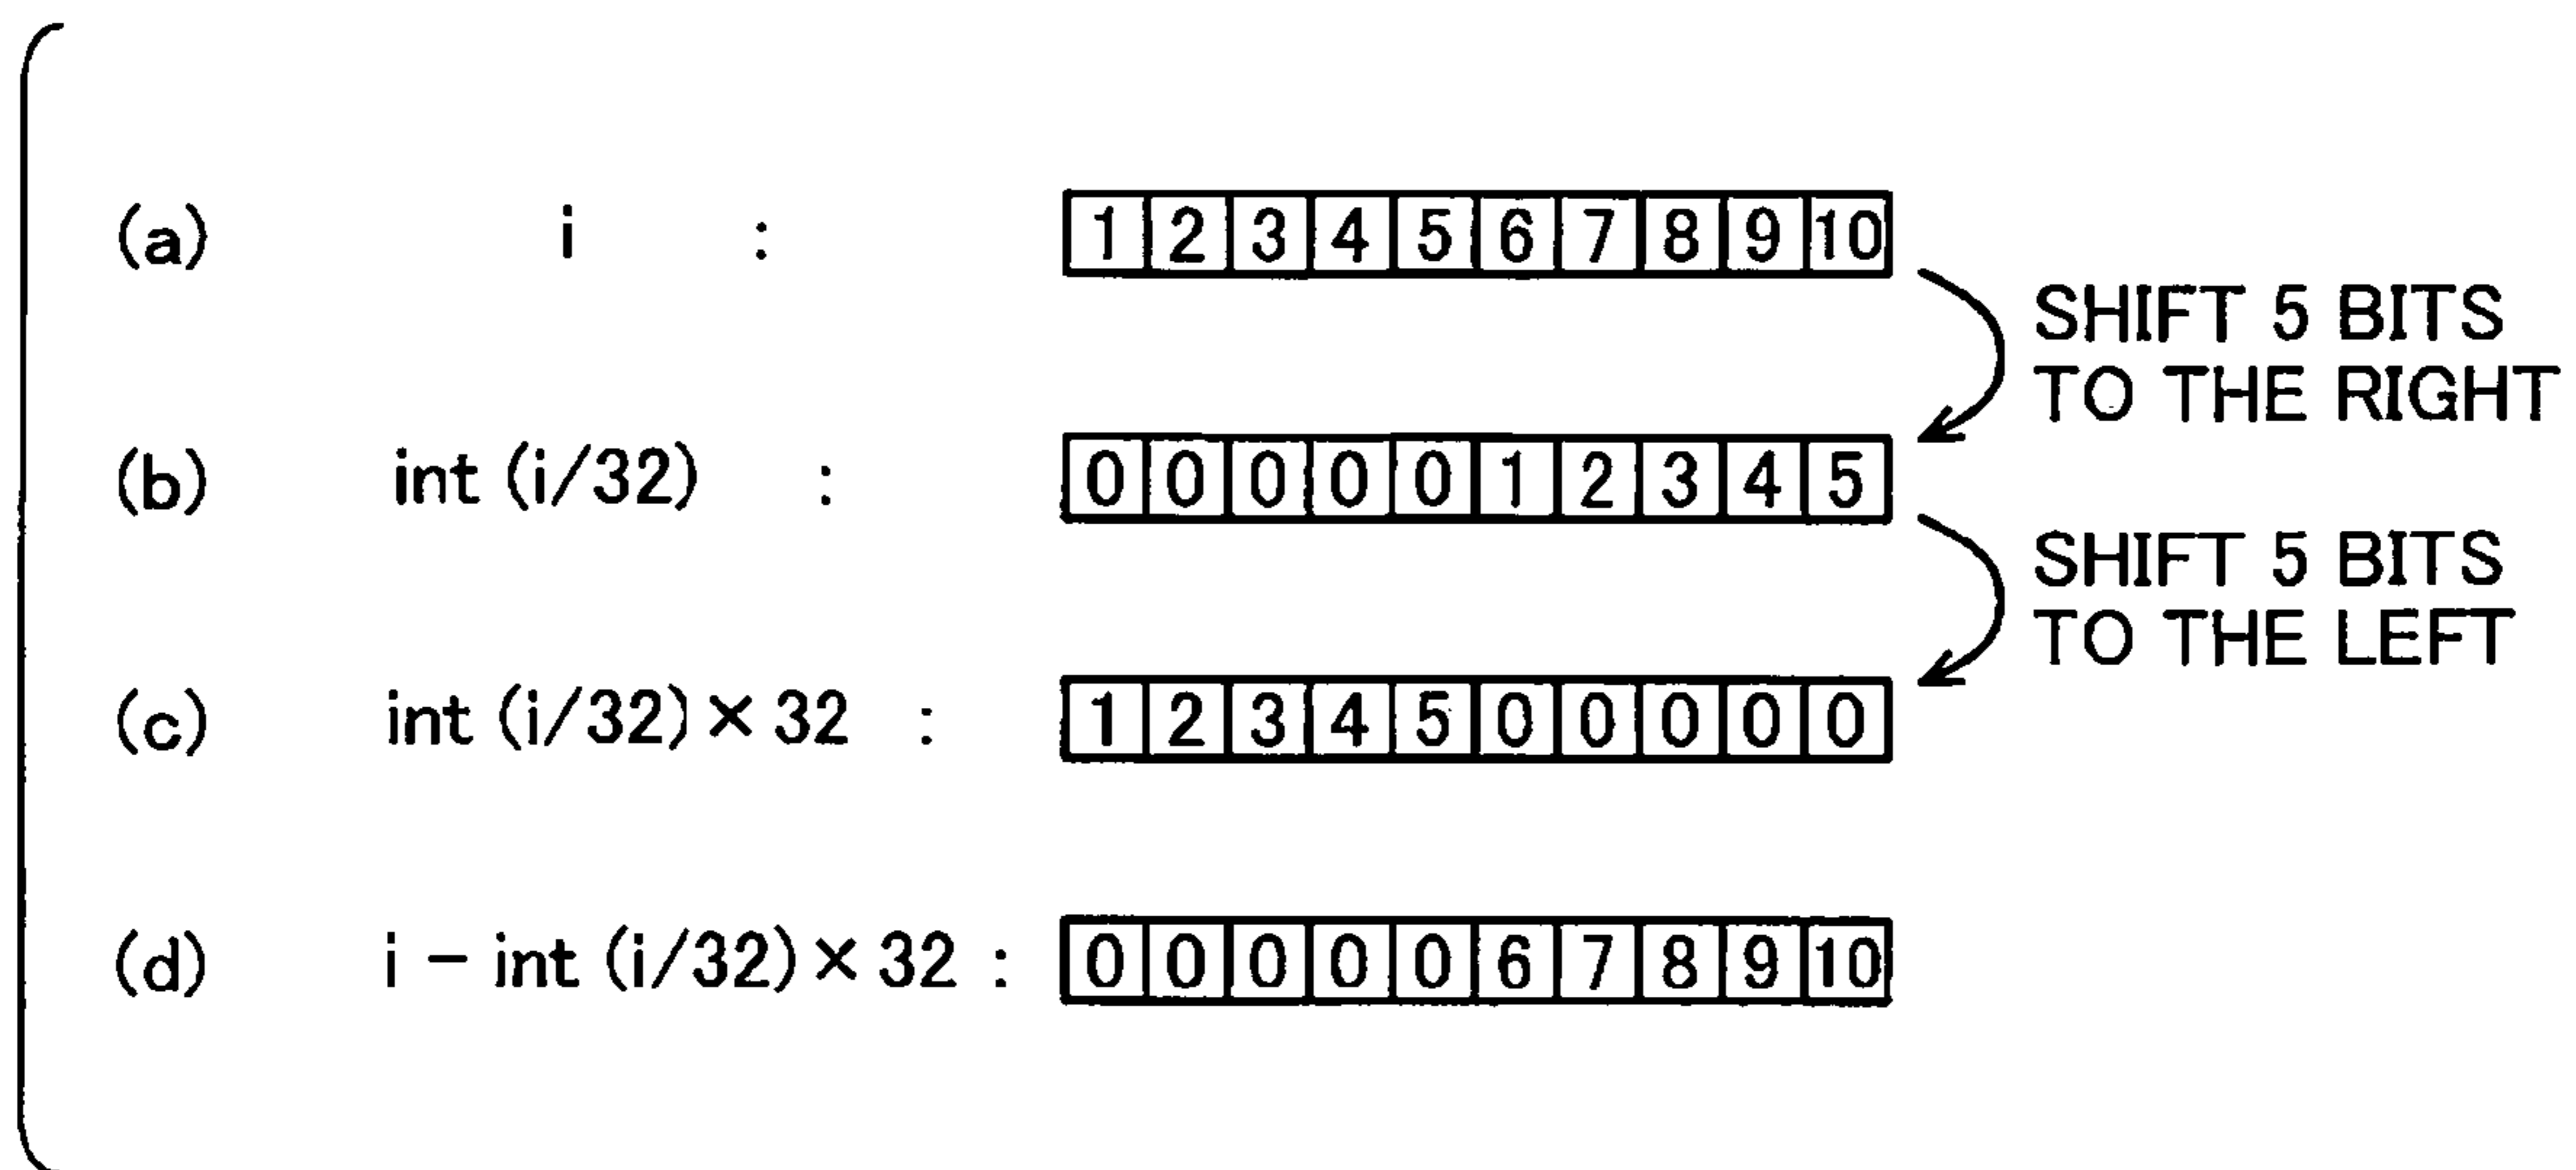 (a) i : 1 2 3 4 5 6 7 8 9 10
SHIFT 5 BITS
TO THE RIGHT
(b) int (i/32) : 0 0 0 0 0 1 2 3 4 5
SHIFT 5 BITS
TO THE LEFT
(c) int (i/32) × 32 : 1 2 3 4 5 0 0 0 0 0
(d) i − int (i/32) × 32 : 0 0 0 0 0 6 7 8 9 10